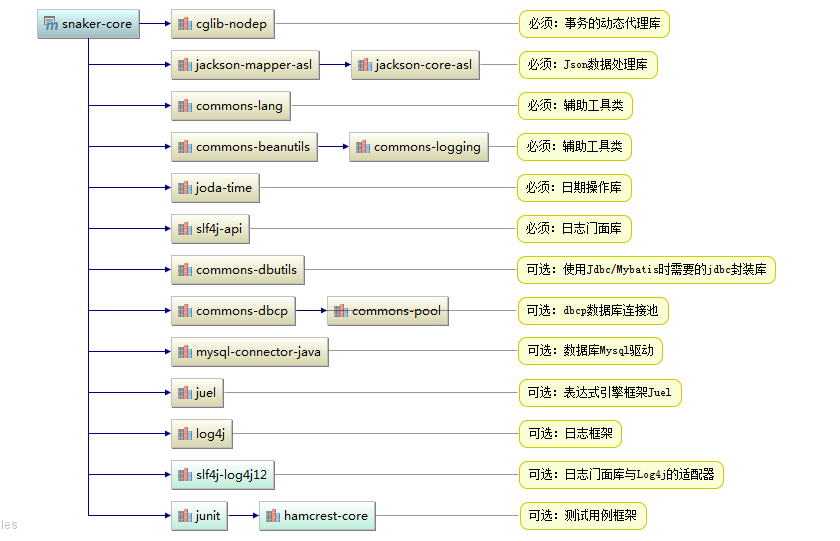 snaker-core
cglib-nodep
必须：事务的动态代理库
jackson-mapper-asl
jackson-core-asl
必须：Json数据处理库
commons-lang
必须：辅助工具类
commons-beanutils
commons-logging
必须：辅助工具类
joda-time
必须：日期操作库
slf4j-api
必须：日志门面库
commons-dbutils
可选：使用Jdbc/Mybatis时需要的jdbc封装库
commons-dbcp
commons-pool
可选：dbcp数据库连接池
mysql-connector-java
可选：数据库Mysql驱动
juel
可选：表达式引擎框架Juel
log4j
可选：日志框架
slf4j-log4j12
可选：日志门面库与Log4j的适配器
junit
hamcrest-core
可选：测试用例框架
les